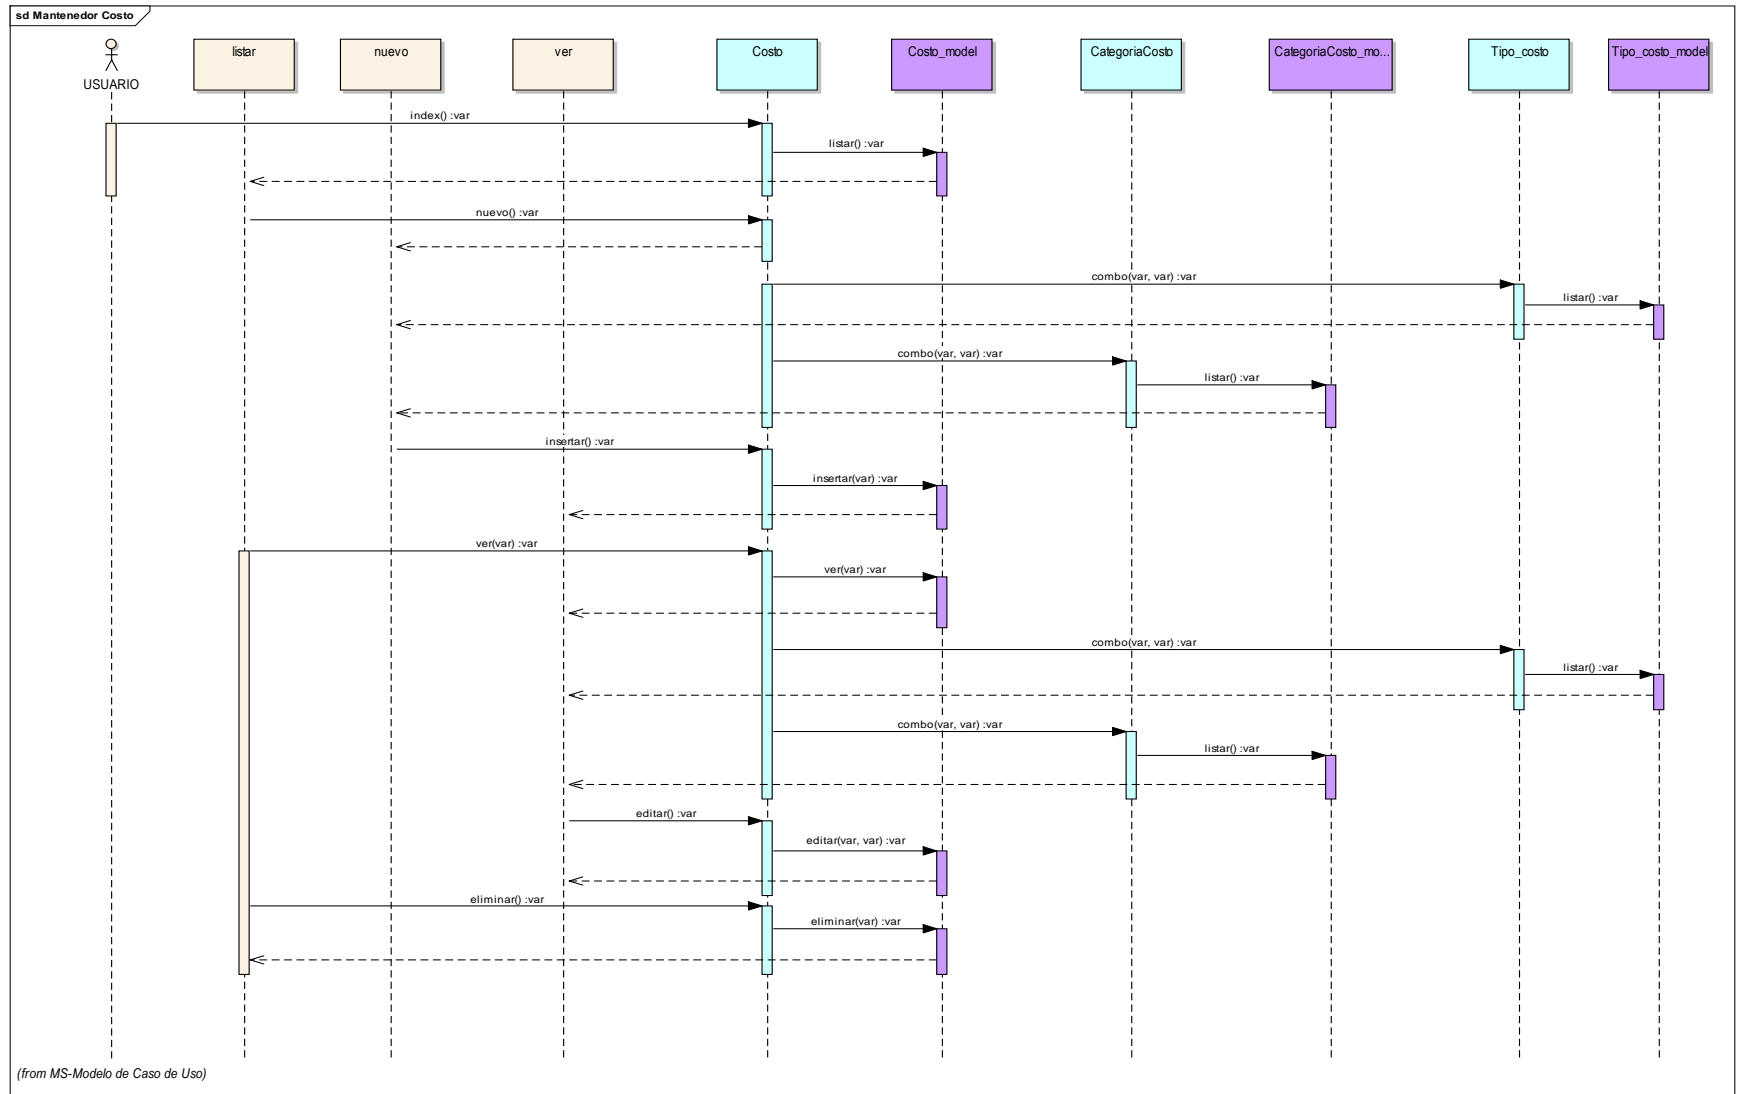 sd Mantenedor Costo
USUARIO
listar
nuevo
ver
Costo
Costo_model
CategoriaCosto
CategoriaCosto_mo...
Tipo_costo
Tipo_costo_model
index() :var
listar() :var
nuevo() :var
combo(var, var) :var
listar() :var
combo(var, var) :var
listar() :var
insertar() :var
insertar(var) :var
ver(var) :var
ver(var) :var
combo(var, var) :var
listar() :var
combo(var, var) :var
listar() :var
editar() :var
editar(var, var) :var
eliminar() :var
eliminar(var) :var
(from MS-Modelo de Caso de Uso)